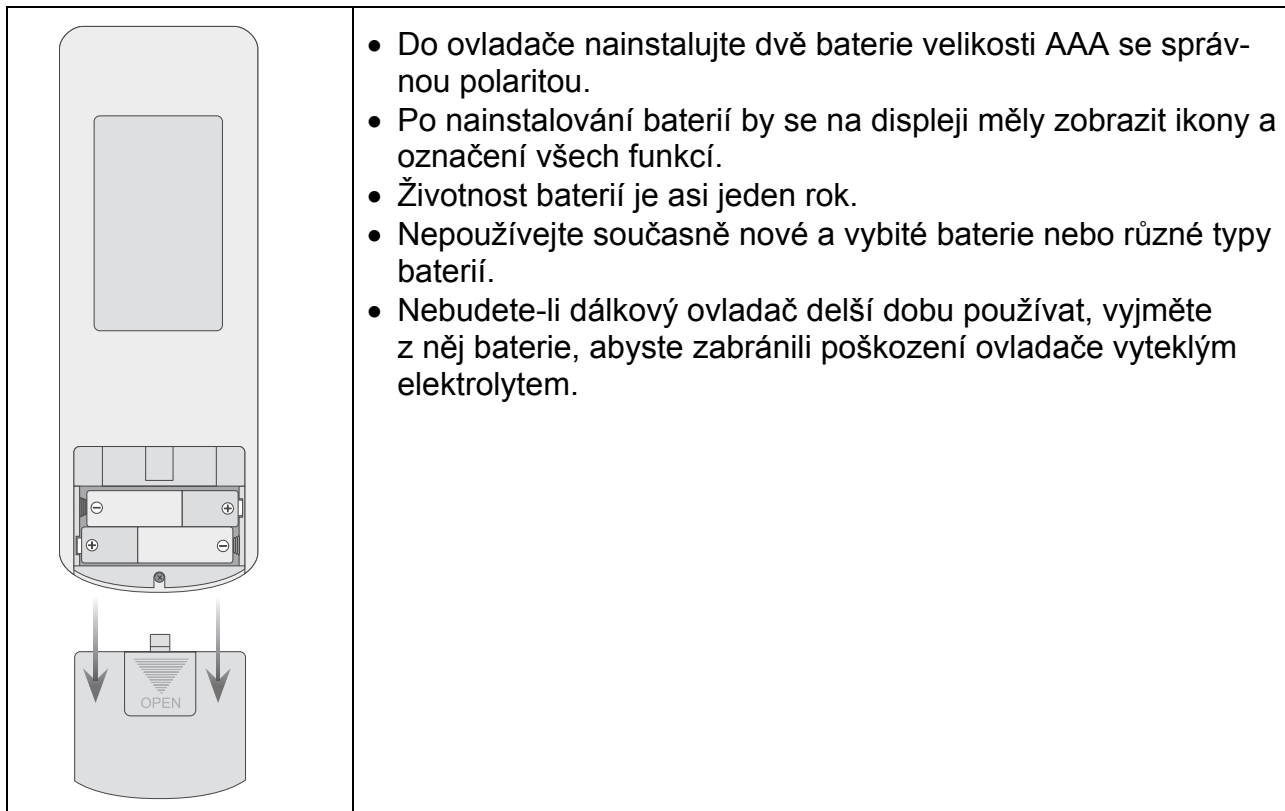 • Do ovladače nainstalujte dvě baterie velikosti AAA se správ-
nou polaritou.
• Po nainstalování baterií by se na displeji měly zobrazit ikony a
označení všech funkcí.
• Životnost baterií je asi jeden rok.
• Nepoužívejte současně nové a vybité baterie nebo různé typy
baterií.
• Nebudete-li dálkový ovladač delší dobu používat, vyjměte
z něj baterie, abyste zabránili poškození ovladače vyteklým
elektrolytem.
OPEN